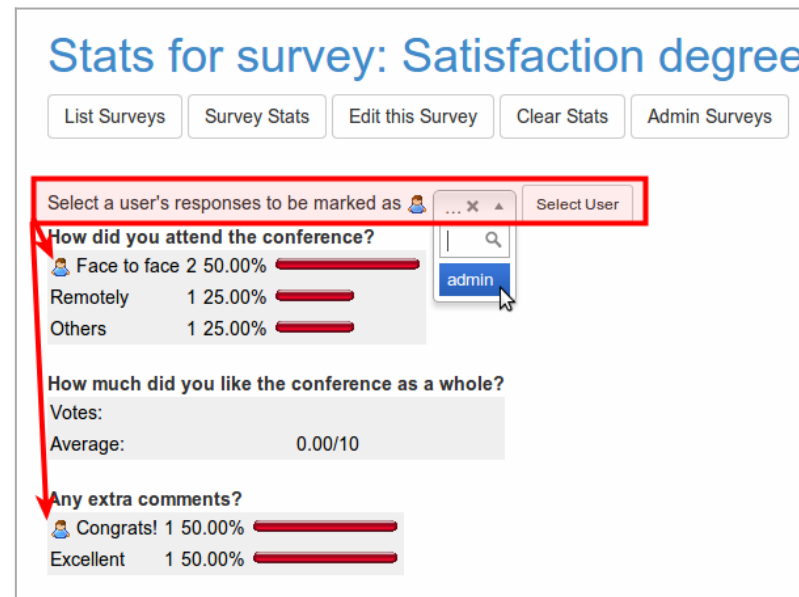 Stats for survey: Satisfaction degree
List Surveys Survey Stats Edit this Survey Clear Stats Admin Surveys
Select a user's responses to be marked as ... Select User
How did you attend the conference?
Face to face 2 50.00%
admin
Remotely 1 25.00%
Others 1 25.00%
How much did you like the conference as a whole?
Votes:
Average: 0.00/10
Any extra comments?
Congrats! 1 50.00%
Excellent 1 50.00%